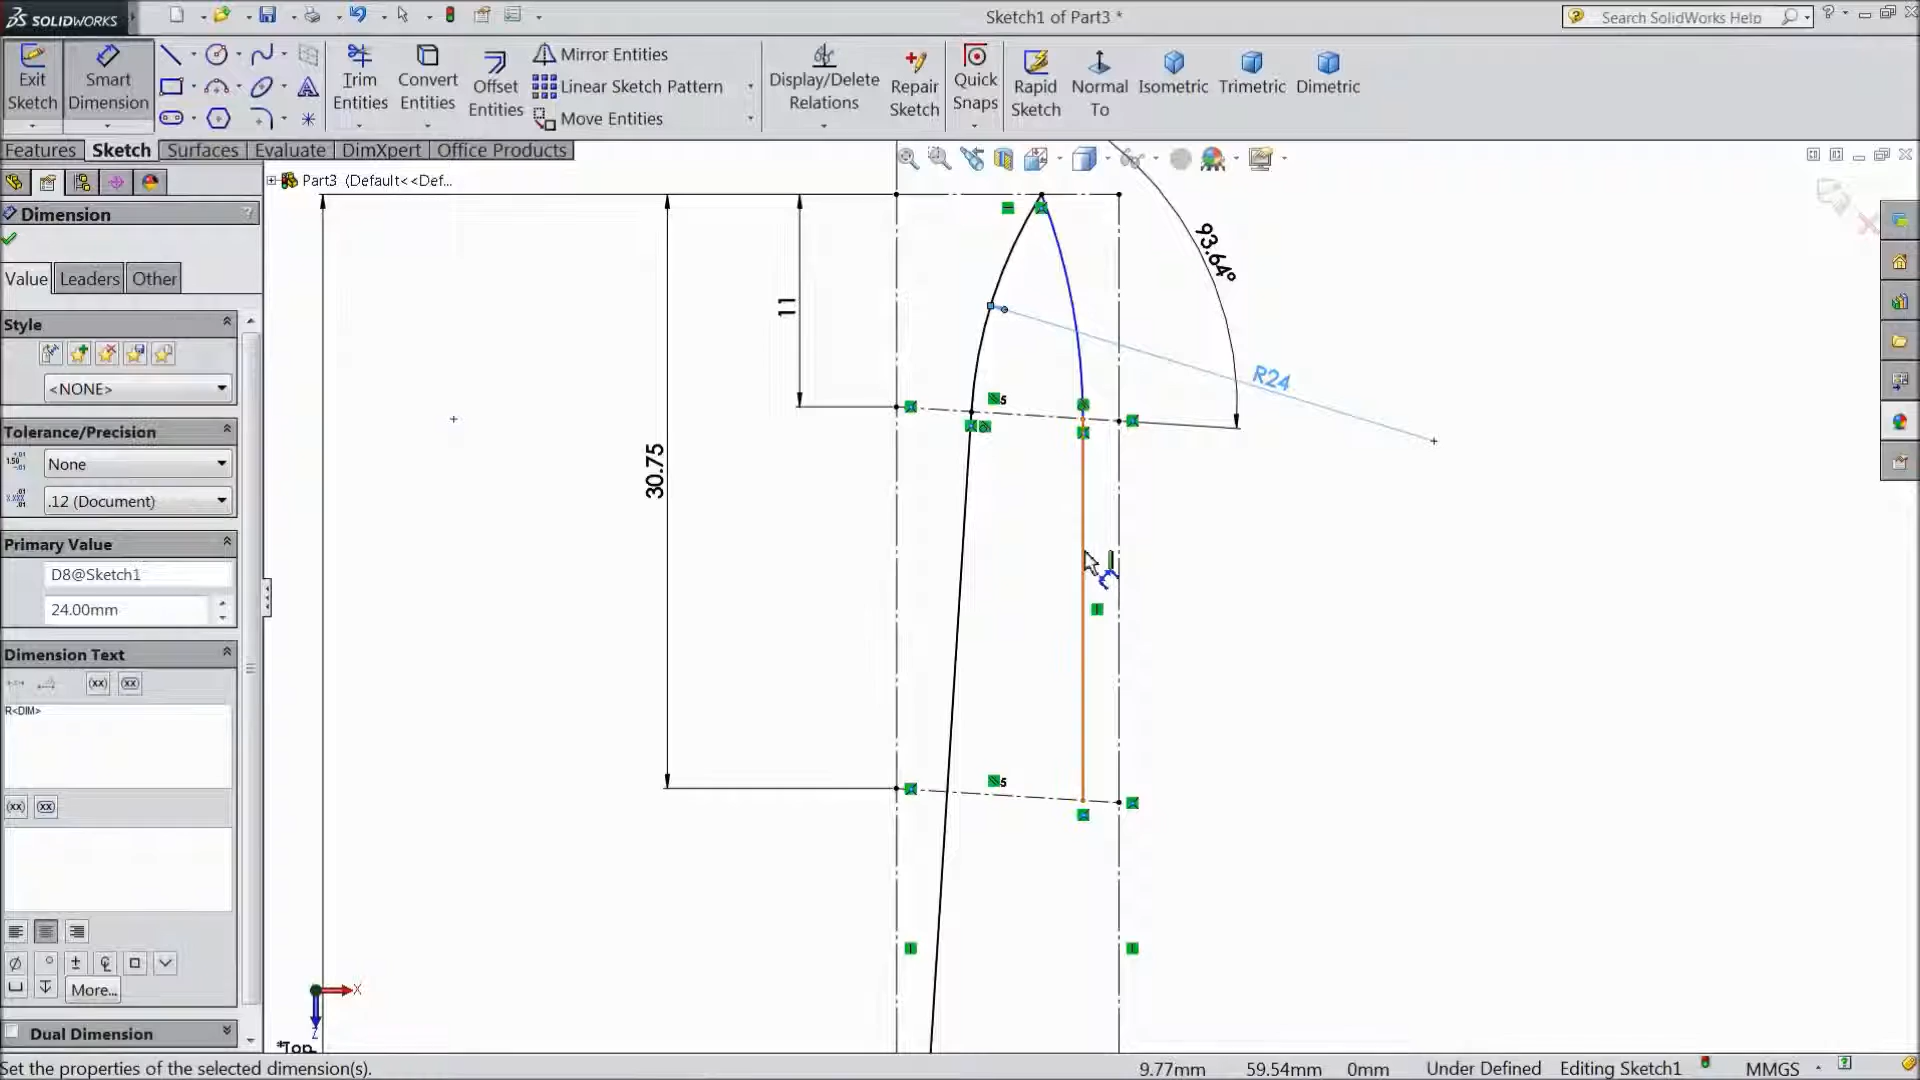 SOLIDWORKS
Sketch1 of Part3 *
Search SolidWorks Help
Exit Sketch
Smart Dimension
Trim Entities
Convert Entities
Offset Entities
Mirror Entities
Linear Sketch Pattern
Move Entities
Display/Delete Relations
Repair Sketch
Quick Snaps
Rapid Sketch
Normal To
Isometric
Trimetric
Dimetric
Features
Sketch
Surfaces
Evaluate
DimXpert
Office Products
Part3 (Default<<Def...
Dimension
Value
Leaders
Other
Style
<NONE>
Tolerance/Precision
None
.12 (Document)
Primary Value
D8@Sketch1
24.00mm
Dimension Text
(xx)
R<DIM>
More...
Dual Dimension
11
30.75
93.64°
R24
5
5
X
Z
*Top
Set the properties of the selected dimension(s).
9.77mm
59.54mm
0mm
Under Defined
Editing Sketch1
MMGS